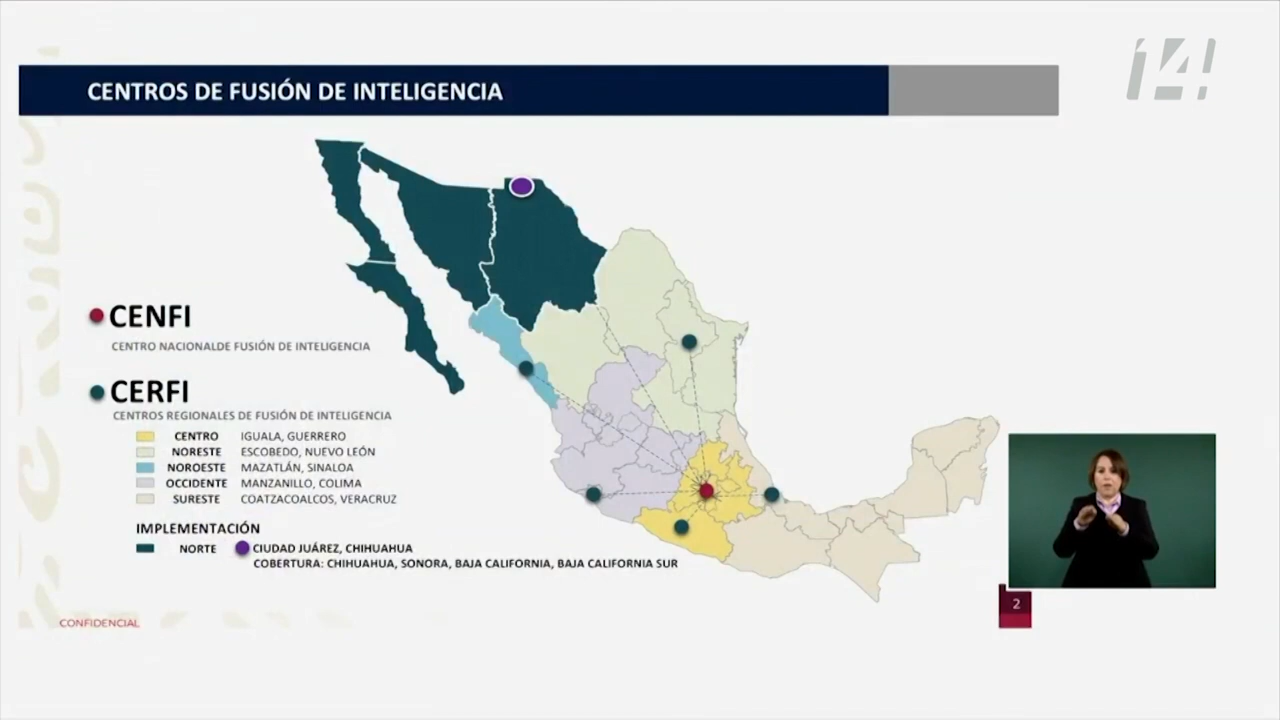 14!
CENTROS DE FUSIÓN DE INTELIGENCIA
CENFI
CENTRO NACIONALDE FUSIÓN DE INTELIGENCIA
CERFI
CENTROS REGIONALES DE FUSIÓN DE INTELIGENCIA
CENTRO IGUALA, GUERRERO
NORESTE ESCOBEDO, NUEVO LEÓN
NOROESTE MAZATLÁN, SINALOA
OCCIDENTE MANZANILLO, COLIMA
SURESTE COATZACOALCOS, VERACRUZ
IMPLEMENTACIÓN
NORTE CIUDAD JUÁREZ, CHIHUAHUA
COBERTURA: CHIHUAHUA, SONORA, BAJA CALIFORNIA, BAJA CALIFORNIA SUR
2
CONFIDENCIAL